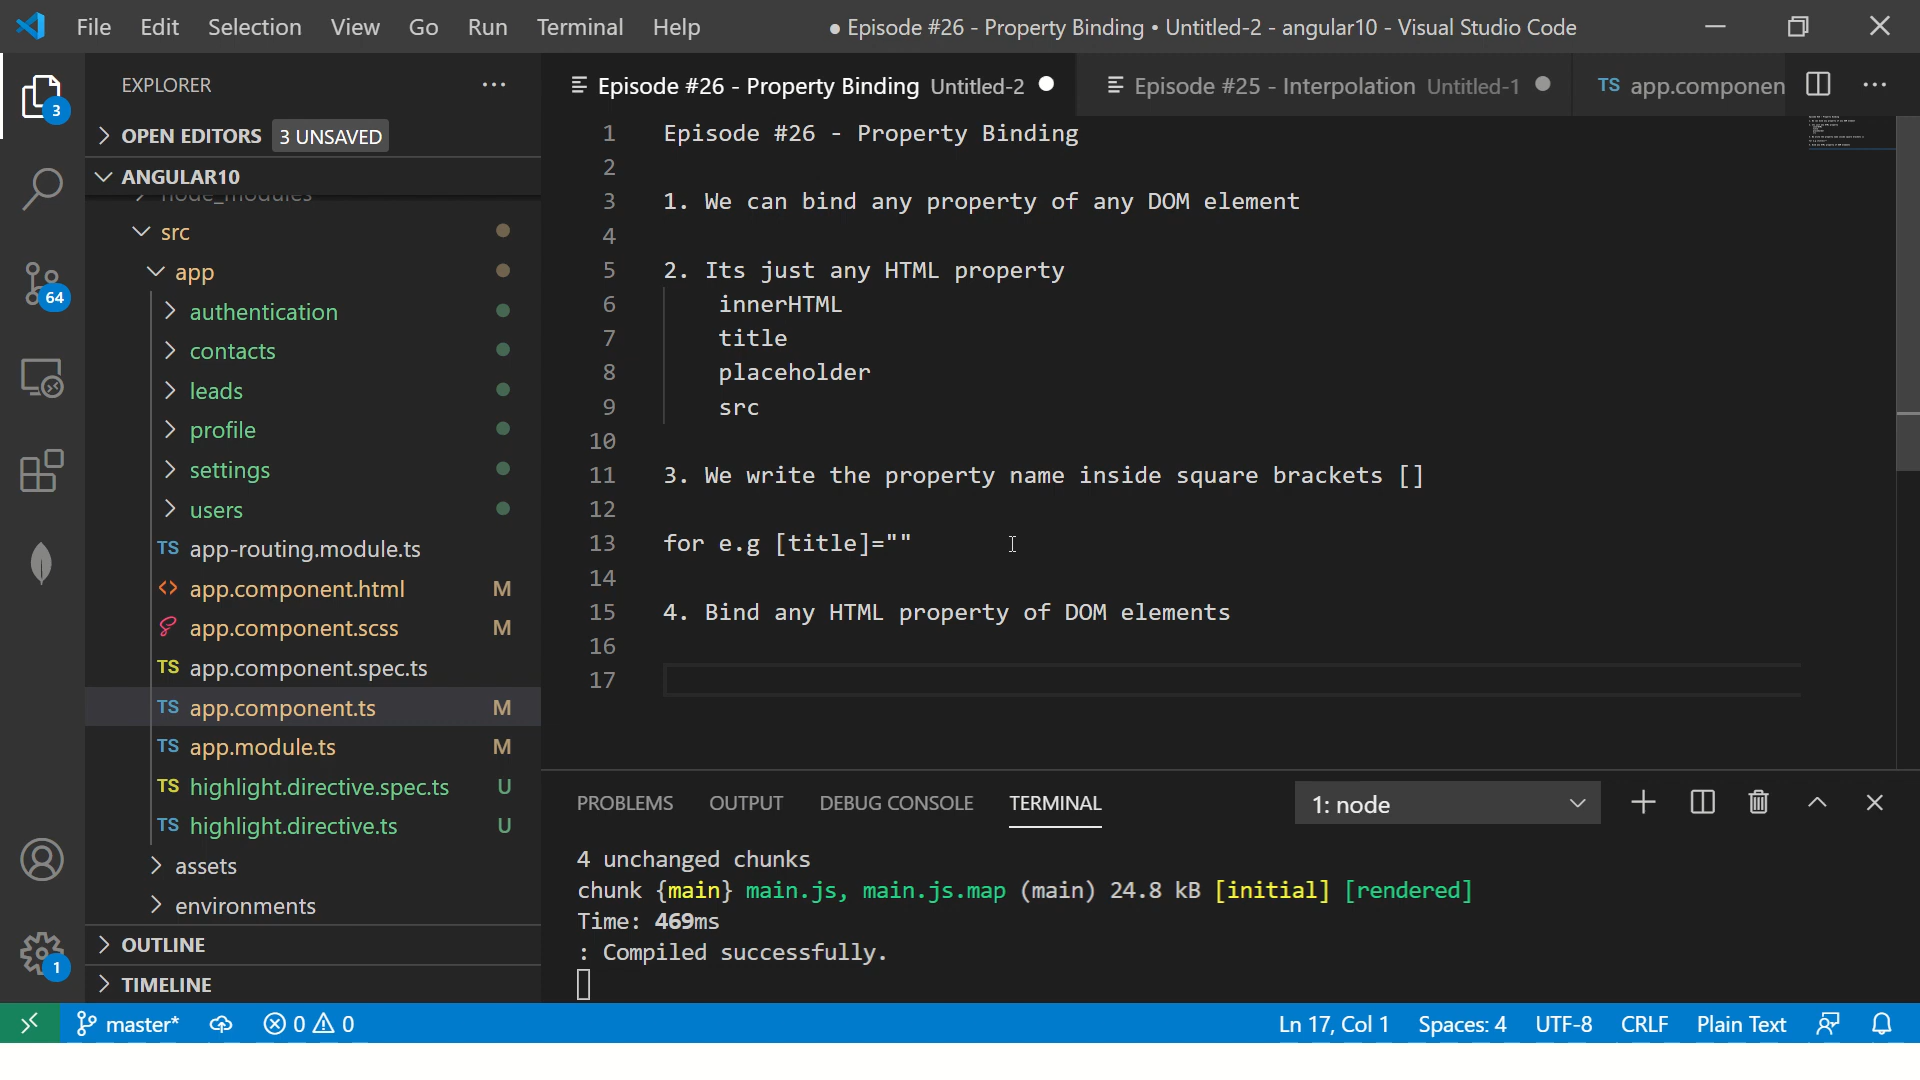 File Edit Selection View Go Run Terminal Help ● Episode #26 - Property Binding • Untitled-2 - angular10 - Visual Studio Code
EXPLORER ···
Episode #26 - Property Binding Untitled-2 Episode #25 - Interpolation Untitled-1 TS app.componen ···
3
OPEN EDITORS 3 UNSAVED
ANGULAR10
node_modules
src
app
authentication
contacts
leads
profile
settings
users
TS app-routing.module.ts
<> app.component.html M
app.component.scss M
TS app.component.spec.ts
TS app.component.ts M
TS app.module.ts M
TS highlight.directive.spec.ts U
TS highlight.directive.ts U
assets
environments
OUTLINE
TIMELINE
64
1
1 Episode #26 - Property Binding
2
3 1. We can bind any property of any DOM element
4
5 2. Its just any HTML property
6 innerHTML
7 title
8 placeholder
9 src
10
11 3. We write the property name inside square brackets []
12
13 for e.g [title]=""
14
15 4. Bind any HTML property of DOM elements
16
17
PROBLEMS OUTPUT DEBUG CONSOLE TERMINAL 1: node
4 unchanged chunks
chunk {main} main.js, main.js.map (main) 24.8 kB [initial] [rendered]
Time: 469ms
: Compiled successfully.
master* 0 0 Ln 17, Col 1 Spaces: 4 UTF-8 CRLF Plain Text